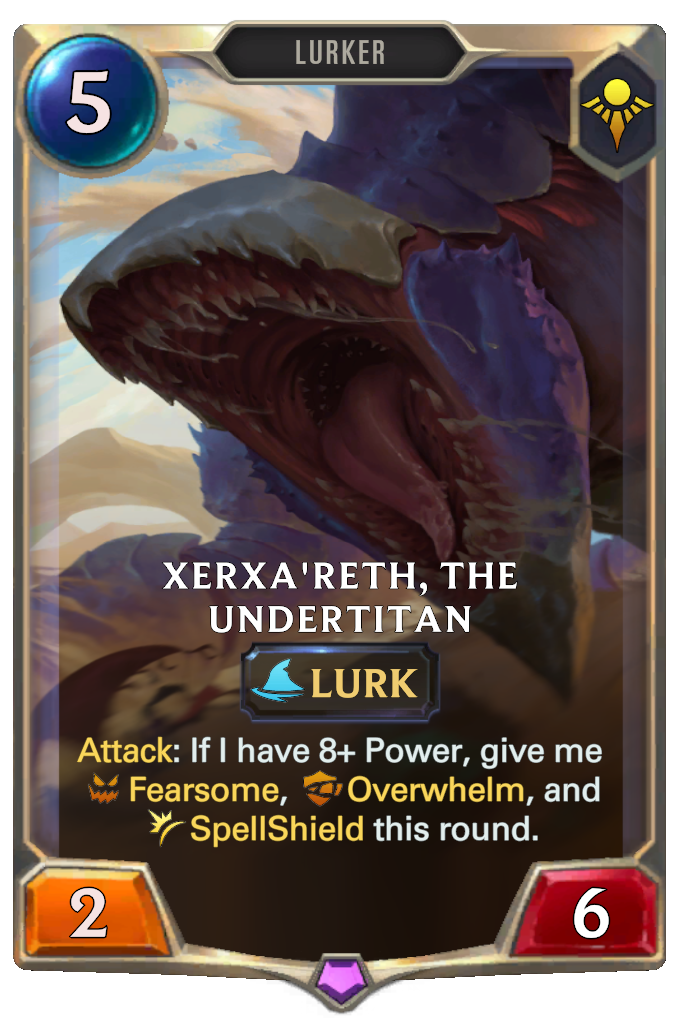 LURKER
5
XERXA'RETH, THE
UNDERTITAN
LURK
Attack: If I have 8+ Power, give me
Fearsome, Overwhelm, and
SpellShield this round.
2
6